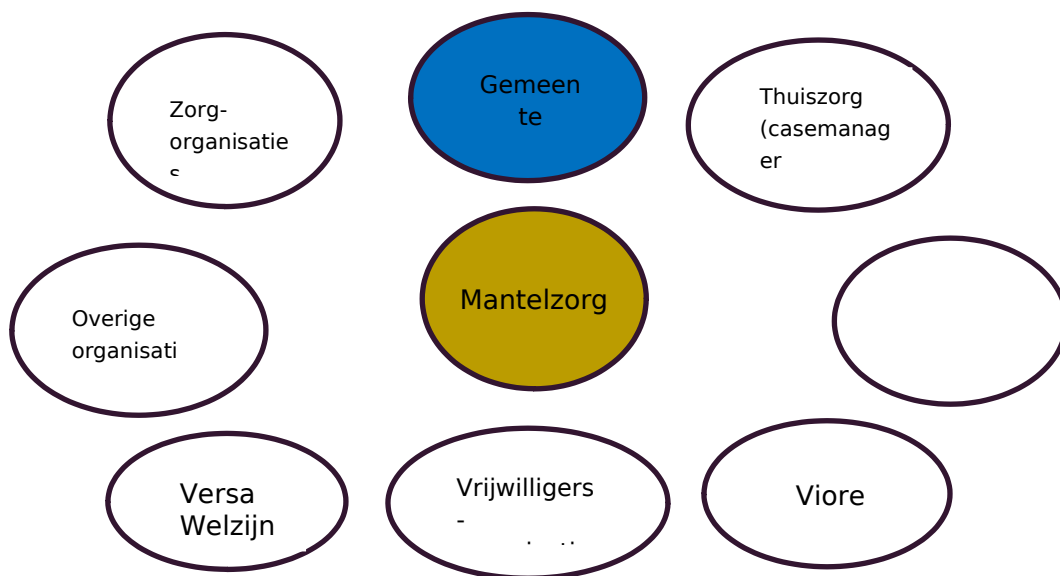 Gemeen
te
Zorg-
organisatie
s
Thuiszorg
(casemanag
er
Mantelzorg
Overige
organisati
Versa
Welzijn
Vrijwilligers
-
Viore